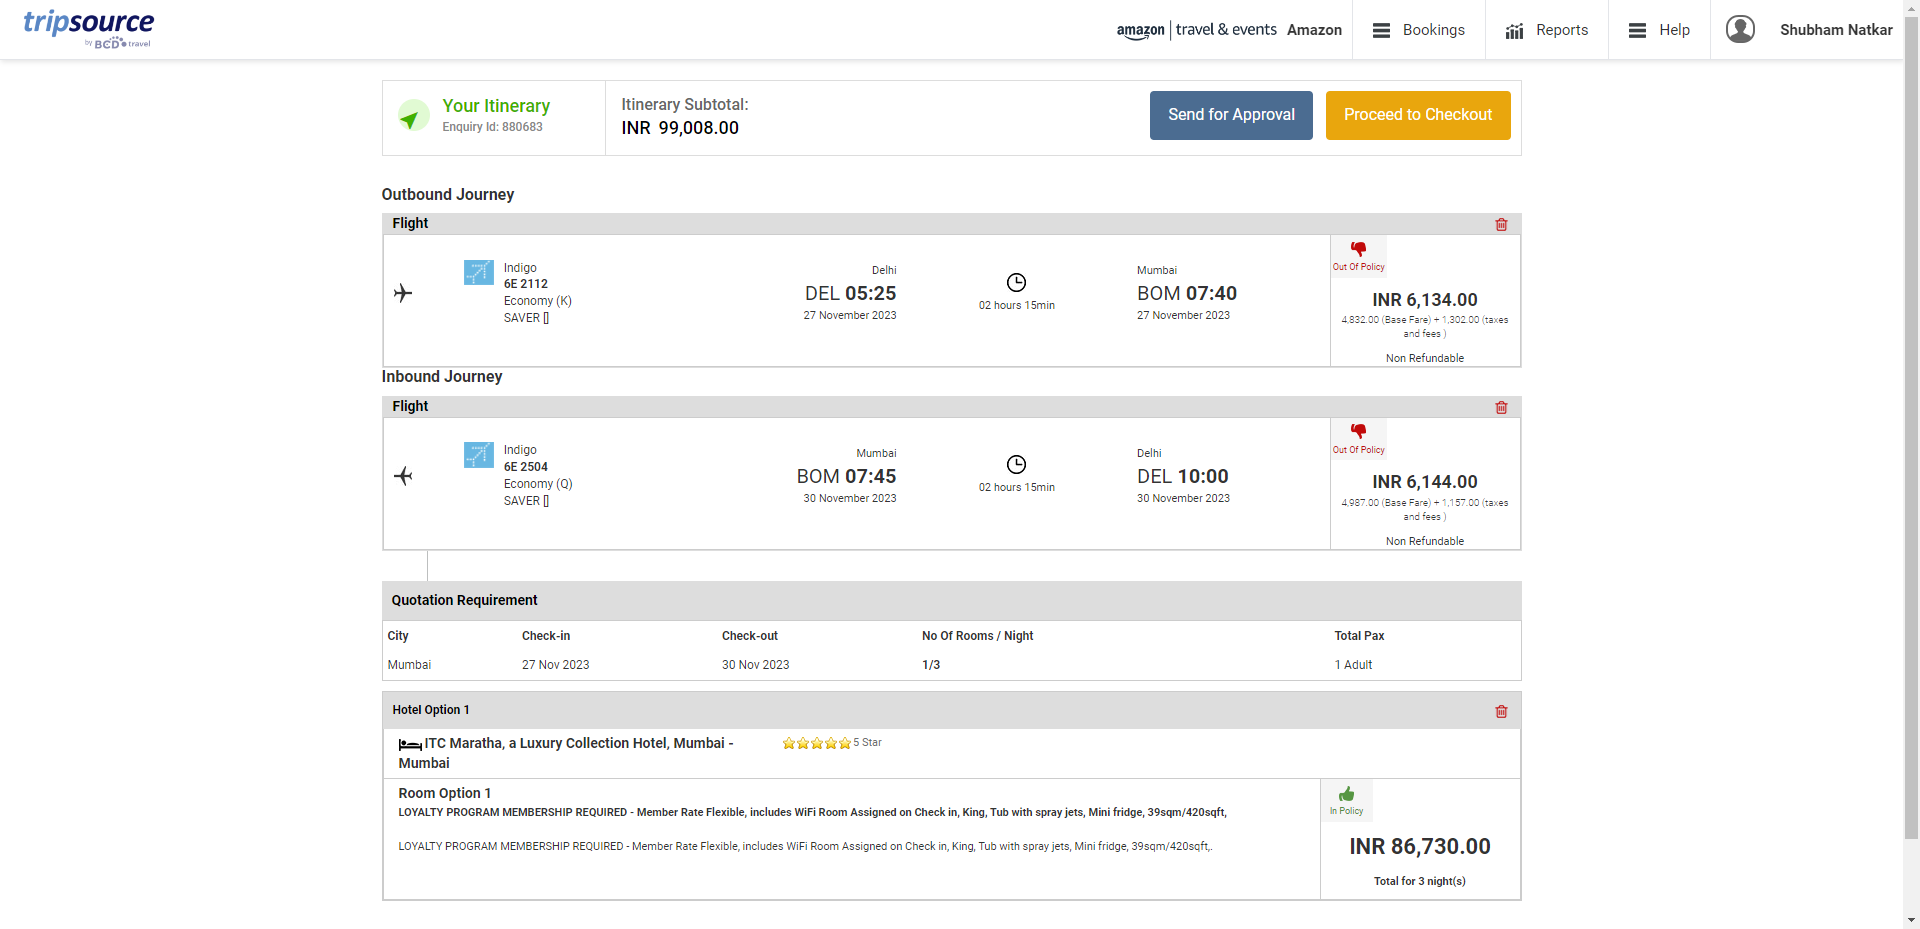 tripsource
by BCD travel
amazon | travel & events Amazon
Bookings
Reports
Help
Shubham Natkar
Your Itinerary
Enquiry Id: 880683
Itinerary Subtotal:
INR 99,008.00
Send for Approval
Proceed to Checkout
Outbound Journey
Flight
Indigo
6E 2112
Economy (K)
SAVER []
Delhi
DEL 05:25
27 November 2023
02 hours 15min
Mumbai
BOM 07:40
27 November 2023
Out Of Policy
INR 6,134.00
4,832.00 (Base Fare) + 1,302.00 (taxes
and fees )
Non Refundable
Inbound Journey
Flight
Indigo
6E 2504
Economy (Q)
SAVER []
Mumbai
BOM 07:45
30 November 2023
02 hours 15min
Delhi
DEL 10:00
30 November 2023
Out Of Policy
INR 6,144.00
4,987.00 (Base Fare) + 1,157.00 (taxes
and fees )
Non Refundable
Quotation Requirement
City Check-in Check-out No Of Rooms / Night Total Pax
Mumbai 27 Nov 2023 30 Nov 2023 1/3 1 Adult
Hotel Option 1
ITC Maratha, a Luxury Collection Hotel, Mumbai -
Mumbai
5 Star
Room Option 1
LOYALTY PROGRAM MEMBERSHIP REQUIRED - Member Rate Flexible, includes WiFi Room Assigned on Check in, King, Tub with spray jets, Mini fridge, 39sqm/420sqft,
LOYALTY PROGRAM MEMBERSHIP REQUIRED - Member Rate Flexible, includes WiFi Room Assigned on Check in, King, Tub with spray jets, Mini fridge, 39sqm/420sqft,.
In Policy
INR 86,730.00
Total for 3 night(s)